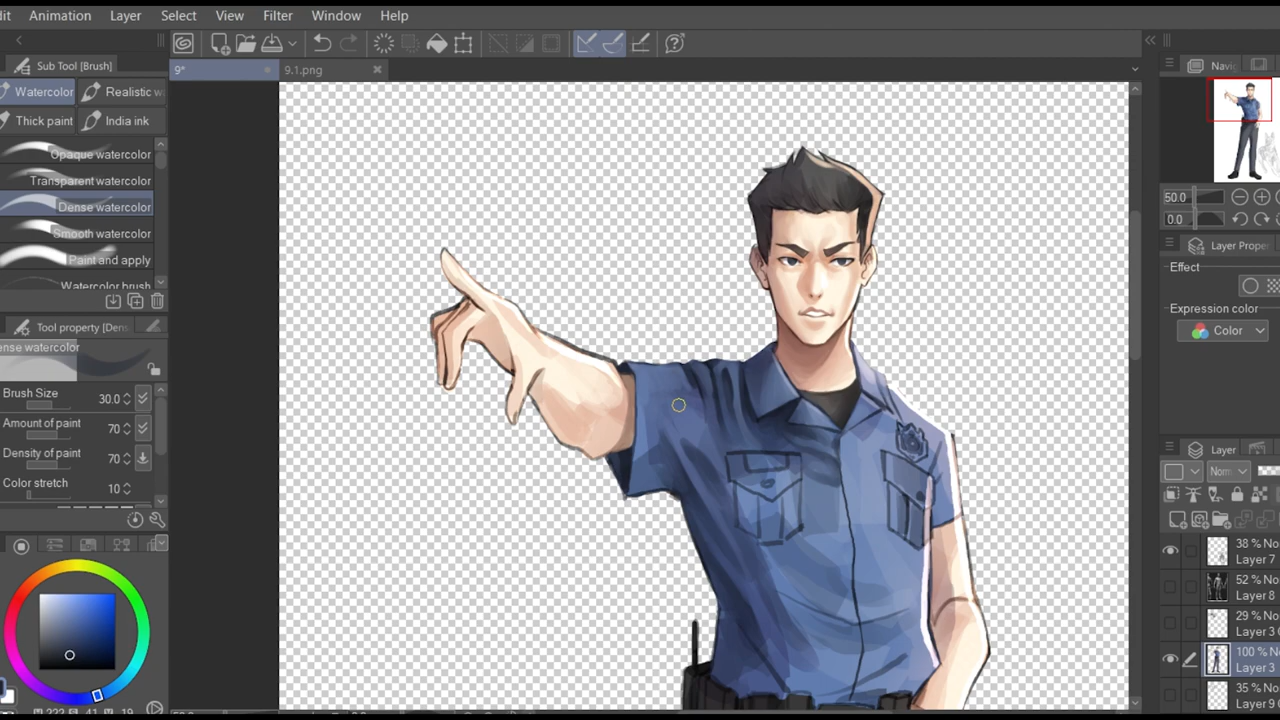 Animation Layer Select View Filter Window Help
Sub Tool [Brush]
Watercolor
Realistic w
Thick paint
India ink
Opaque watercolor
Transparent watercolor
Dense watercolor
Smooth watercolor
Paint and apply
Watercolor brush
Tool property [Dens
ense watercolor
Brush Size 30.0
Amount of paint 70
Density of paint 70
Color stretch 10
9*
9.1.png
Navi
50.0
0.0
Layer Prope
Effect
Expression color
Color
Layer
Norm
38 % No
Layer 7
52 % No
Layer 8
29 % No
Layer 3
100 % No
Layer 3
35 % No
Layer 9